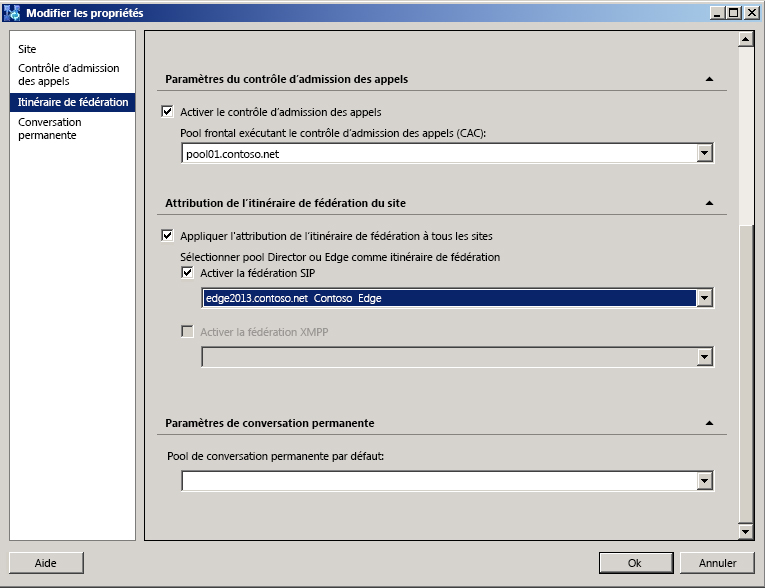 Modifier les propriétés
Site
Contrôle d'admission
des appels
Itinéraire de fédération
Conversation
permanente
Paramètres du contrôle d'admission des appels
Activer le contrôle d'admission des appels
Pool frontal exécutant le contrôle d'admission des appels (CAC):
pool01.contoso.net
Attribution de l'itinéraire de fédération du site
Appliquer l'attribution de l'itinéraire de fédération à tous les sites
Sélectionner pool Director ou Edge comme itinéraire de fédération
Activer la fédération SIP
edge2013.contoso.net Contoso Edge
Activer la fédération XMPP
Paramètres de conversation permanente
Pool de conversation permanente par défaut:
Aide
Ok
Annuler